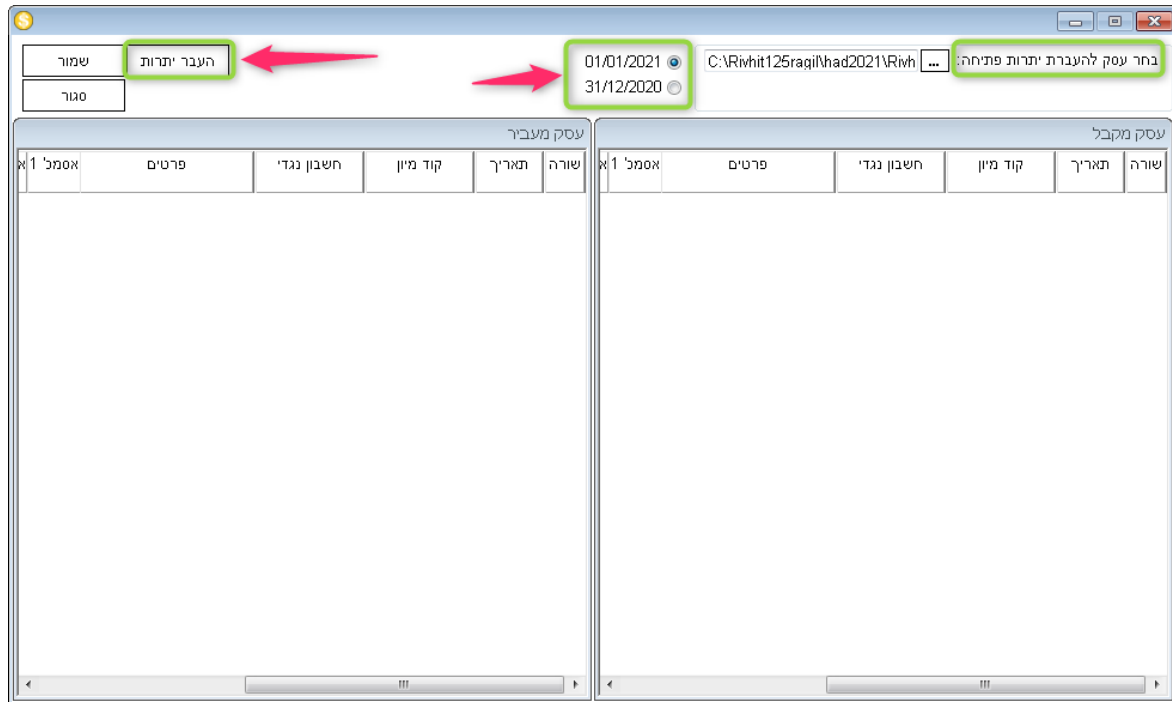 בחר עסק להעברת יתרות פתיחה:
... C:\Rivhit125ragil\had2021\Rivh
01/01/2021
31/12/2020
העבר יתרות
שמור
סגור
עסק מקבל
שורה תאריך קוד מיון חשבון נגדי פרטים אסמכ' 1 א
עסק מעביר
שורה תאריך קוד מיון חשבון נגדי פרטים אסמכ' 1 א